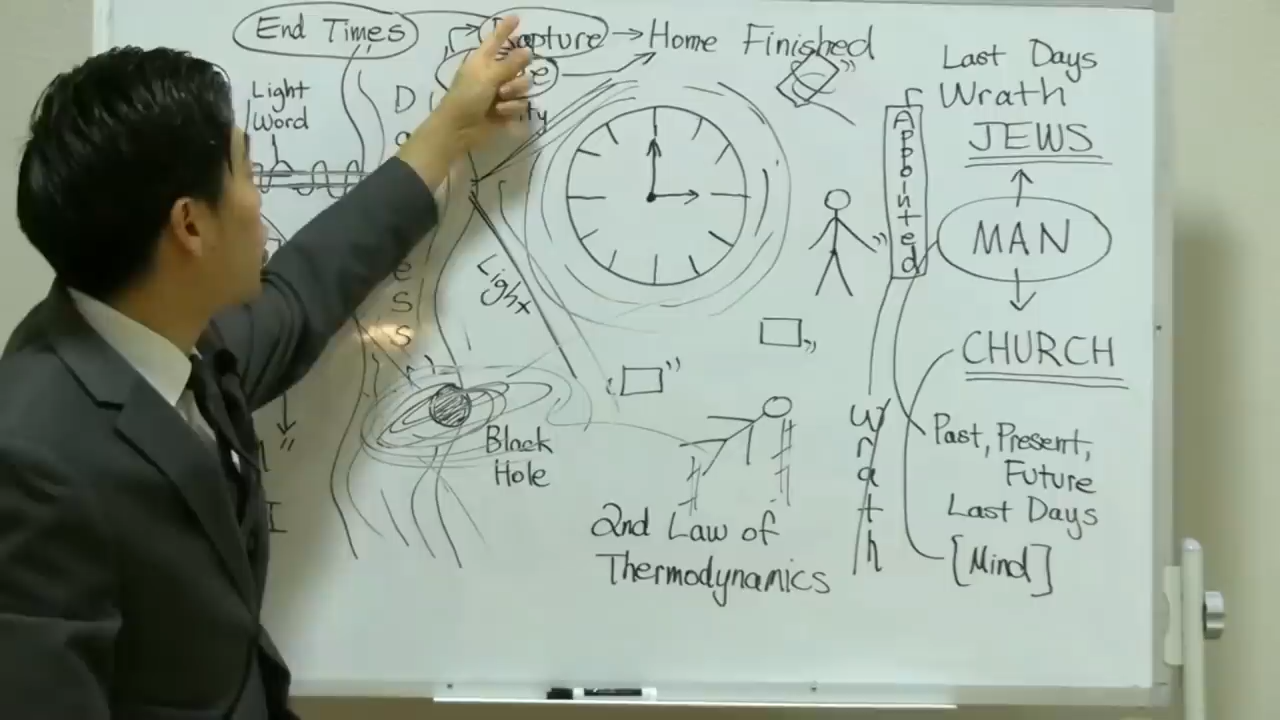 End Times
Rapture → Home Finished
Light
Word
Last Days
Wrath
JEWS
MAN
CHURCH
Appointed
Light
Black
Hole
2nd Law of
Thermodynamics
Wrath
Past, Present,
Future
Last Days
[Mind]